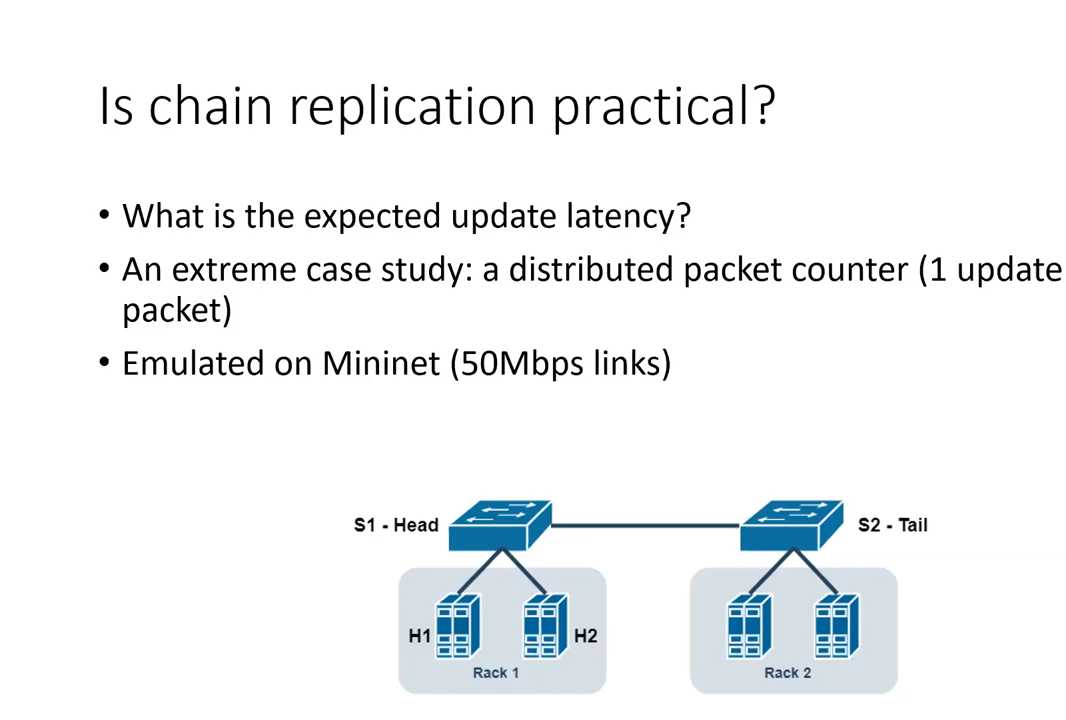 Is chain replication practical?
• What is the expected update latency?
• An extreme case study: a distributed packet counter (1 update
packet)
• Emulated on Mininet (50Mbps links)
S1 - Head
S2 - Tail
H1
H2
Rack 1
Rack 2